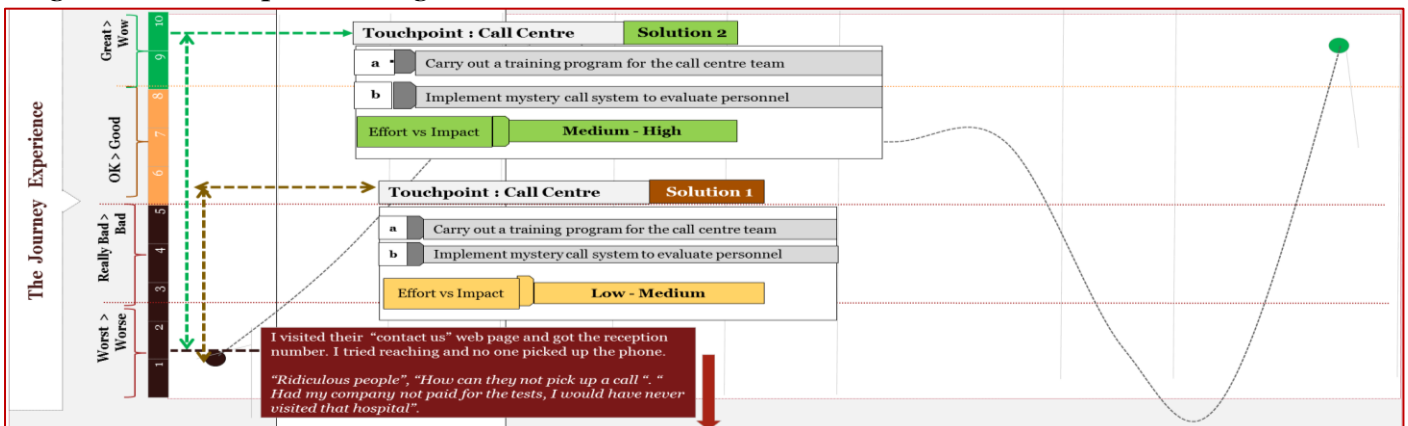 The Journey Experience
Great >
Wow
OK > Good
Really Bad >
Bad
Worst >
Worse
10
9
8
7
6
5
4
3
2
1
Touchpoint : Call Centre
Solution 2
a
Carry out a training program for the call centre team
b
Implement mystery call system to evaluate personnel
Effort vs Impact
Medium - High
Touchpoint : Call Centre
Solution 1
a
Carry out a training program for the call centre team
b
Implement mystery call system to evaluate personnel
Effort vs Impact
Low - Medium
I visited their “contact us” web page and got the reception
number. I tried reaching and no one picked up the phone.
“Ridiculous people”, “How can they not pick up a call “. “
Had my company not paid for the tests, I would have never
visited that hospital”.